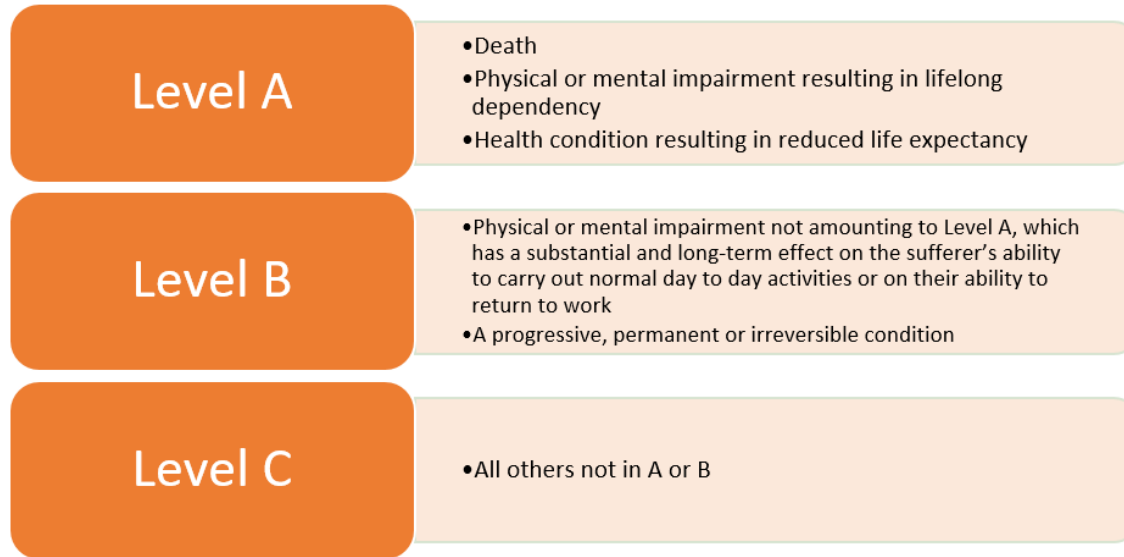 Level A
•Death
•Physical or mental impairment resulting in lifelong
dependency
•Health condition resulting in reduced life expectancy
Level B
•Physical or mental impairment not amounting to Level A, which
has a substantial and long-term effect on the sufferer’s ability
to carry out normal day to day activities or on their ability to
return to work
•A progressive, permanent or irreversible condition
Level C
•All others not in A or B